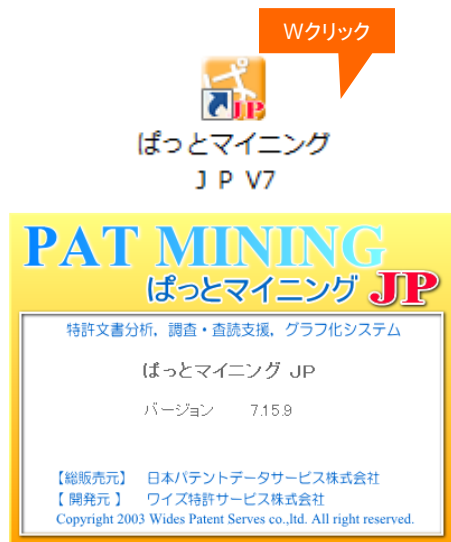 Wクリック
ぱ
JP
ぱっとマイニング
JP V7
PAT MINING
ぱっとマイニング JP
特許文書分析，調査・査読支援，グラフ化システム
ぱっとマイニング JP
バージョン 7.15.9
【総販売元】 日本パテントデータサービス株式会社
【 開発元 】 ワイズ特許サービス株式会社
Copyright 2003 Wides Patent Serves co.,ltd. All right reserved.